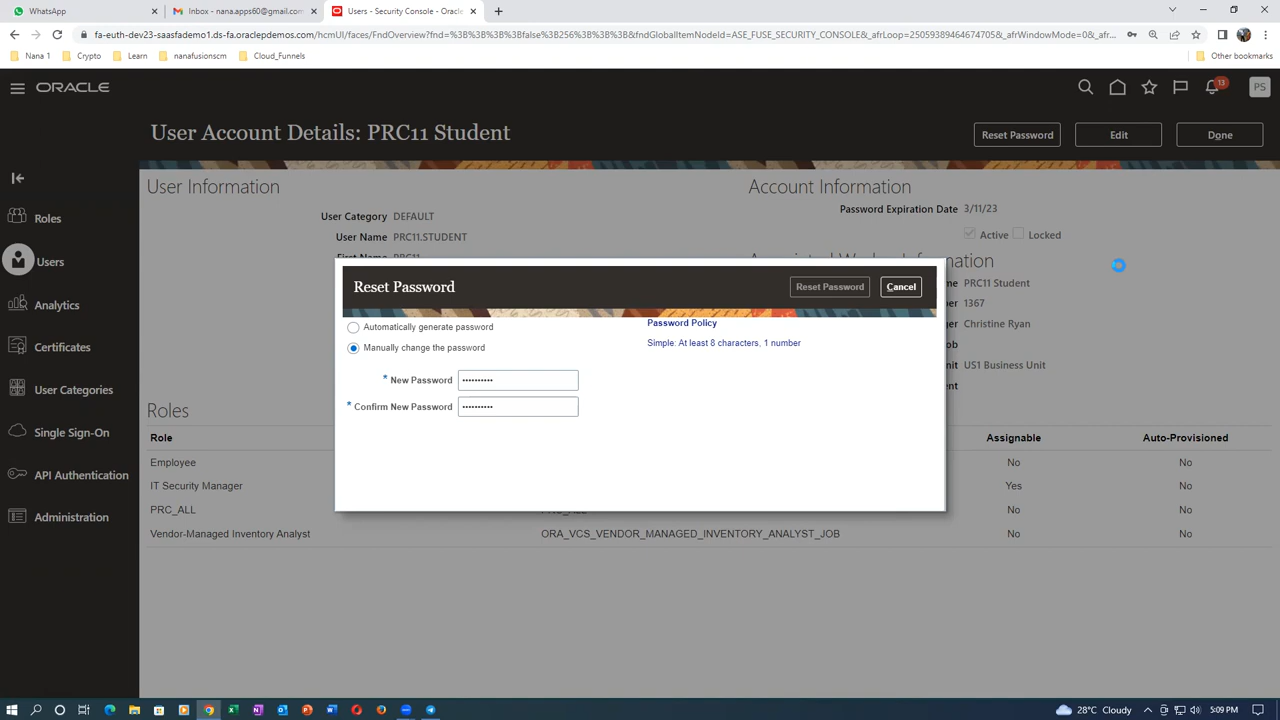 WhatsApp
Inbox - nana.apps60@gmail.com
Users - Security Console - Oracle
fa-euth-dev23-saasfademo1.ds-fa.oraclepdemos.com/hcmUI/faces/FndOverview?fnd=%3B%3B%3B%3Bfalse%3B256%3B%3B%3B&fndGlobalItemNodeId=ASE_FUSE_SECURITY_CONSOLE&_afrLoop=25059389464674705&_afrWindowMode=0&_afr...
Nana 1
Crypto
Learn
nanafusionscm
Cloud_Funnels
Other bookmarks
ORACLE
13
PS
User Account Details: PRC11 Student
Reset Password
Edit
Done
Roles
Analytics
Users
Certificates
User Categories
Single Sign-On
API Authentication
Administration
User Information
User Category DEFAULT
User Name PRC11.STUDENT
Account Information
Password Expiration Date 3/11/23
Active Locked
PRC11 Student
1367
Christine Ryan
US1 Business Unit
Reset Password
Reset Password
Cancel
Automatically generate password
Manually change the password
* New Password ••••••••••
* Confirm New Password ••••••••••
Password Policy
Simple: At least 8 characters, 1 number
Roles
Role Assignable Auto-Provisioned
Employee No No
IT Security Manager Yes No
PRC_ALL No No
Vendor-Managed Inventory Analyst ORA_VCS_VENDOR_MANAGED_INVENTORY_ANALYST_JOB No No
28°C Cloudy
5:09 PM